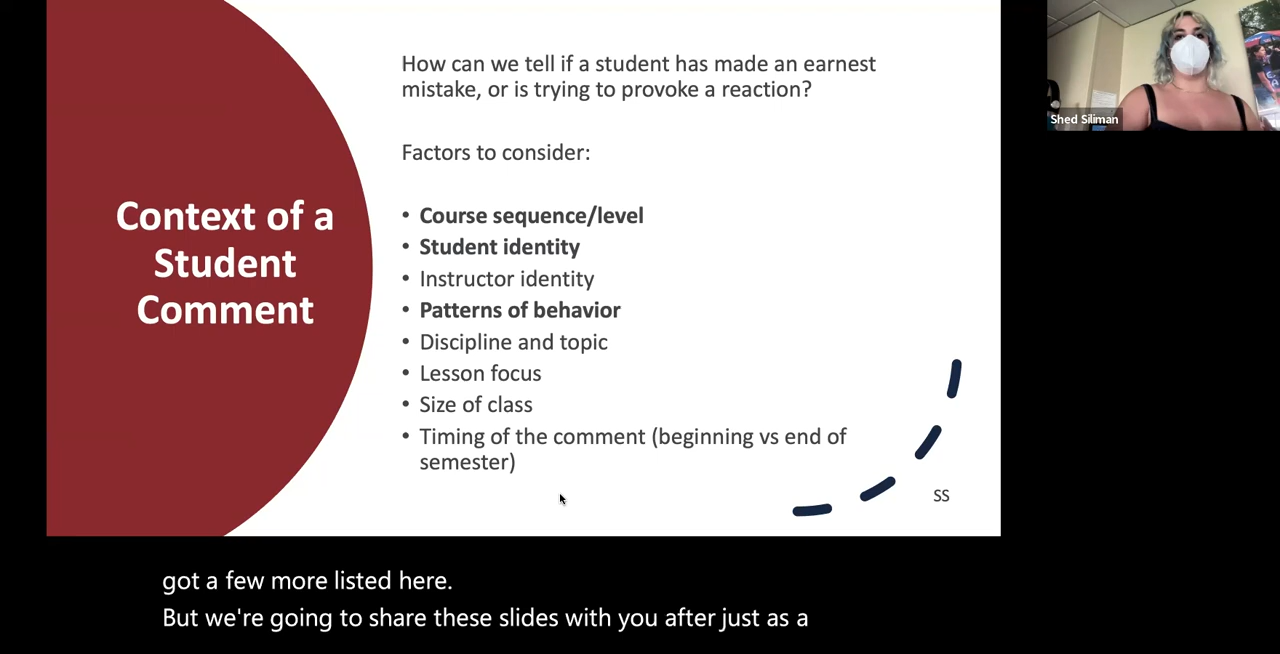 How can we tell if a student has made an earnest
mistake, or is trying to provoke a reaction?
Factors to consider:
Context of a
Student
Comment
• Course sequence/level
• Student identity
• Instructor identity
• Patterns of behavior
• Discipline and topic
• Lesson focus
• Size of class
• Timing of the comment (beginning vs end of
semester)
SS
Shed Siliman
got a few more listed here.
But we're going to share these slides with you after just as a